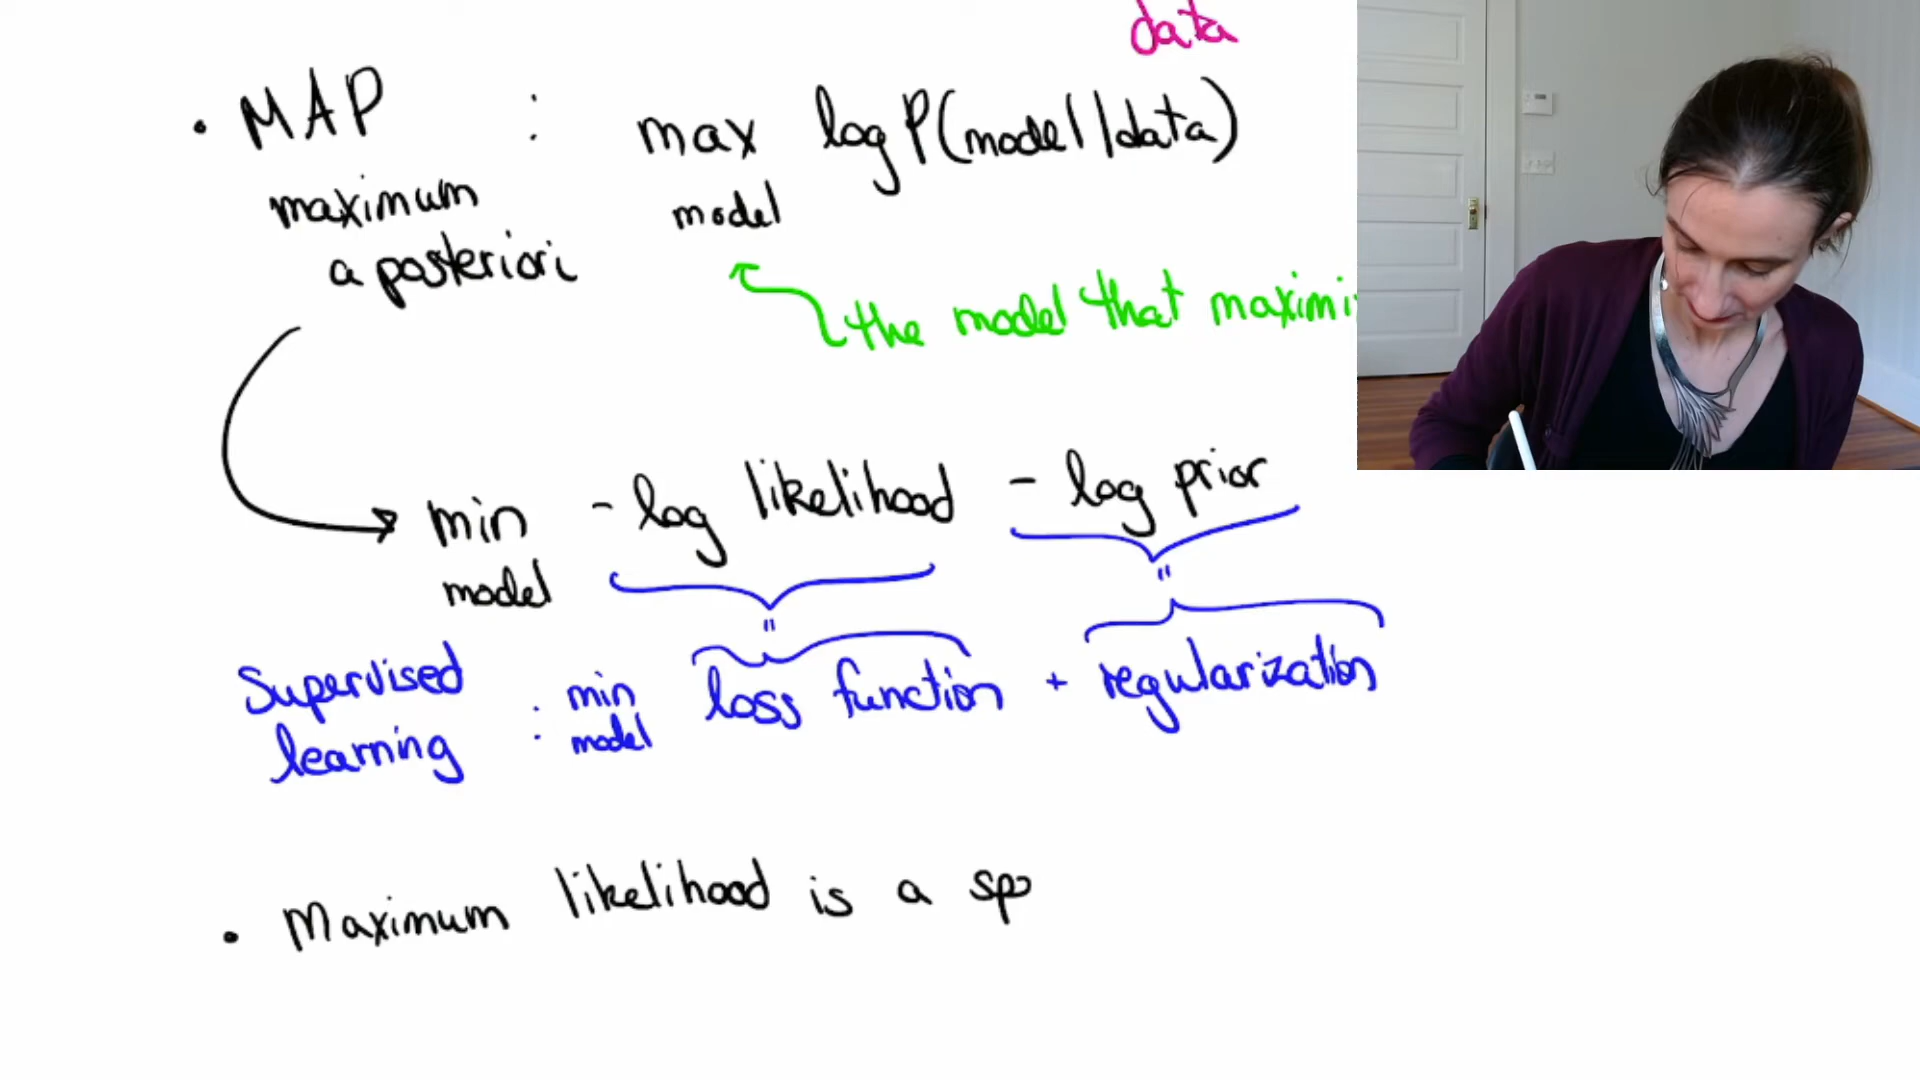 data
• MAP : max log P(model|data)
maximum model
a posteriori
the model that maximi
min - log likelihood - log prior
model
" "
Supervised
learning : min loss function + regularization
model
• Maximum likelihood is a sp